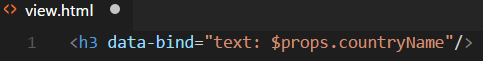 view.html
1 <h3 data-bind="text: $props.countryName"/>